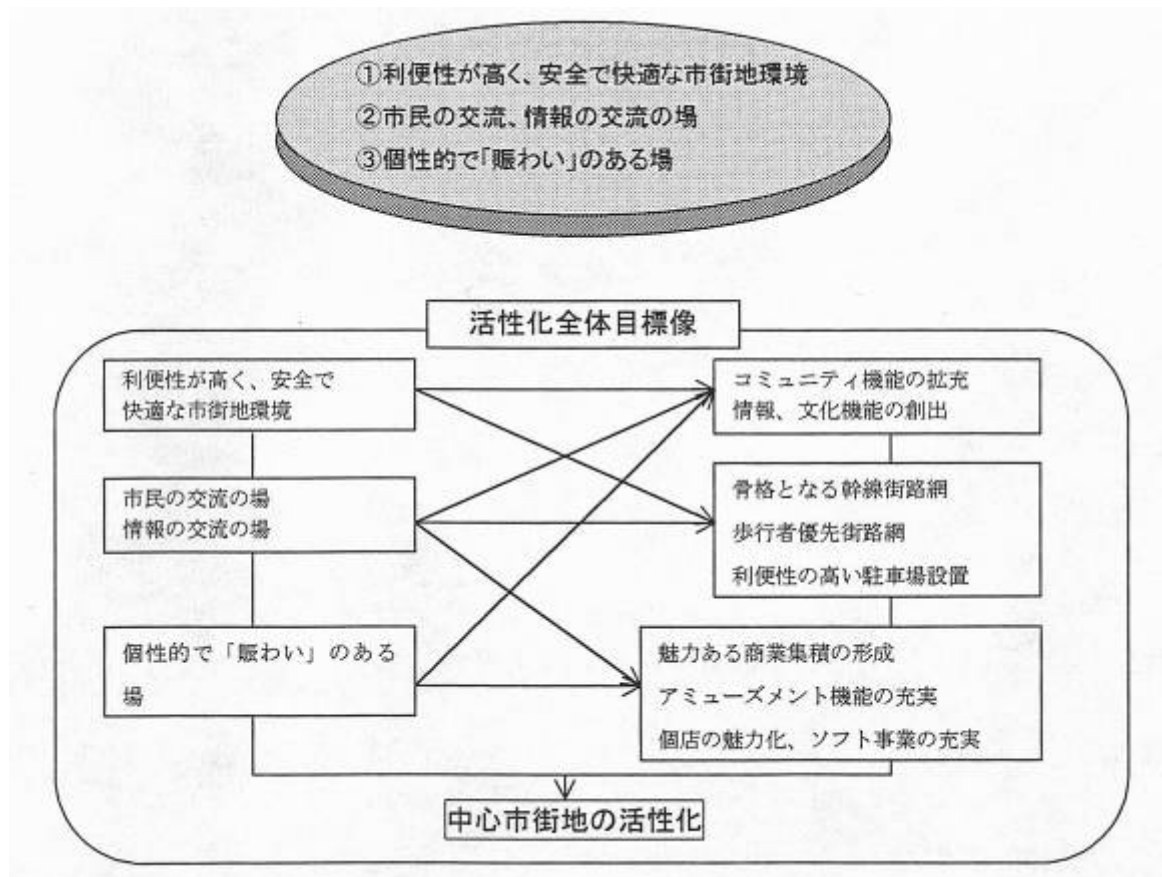 ①利便性が高く、安全で快適な市街地環境
②市民の交流、情報の交流の場
③個性的で「賑わい」のある場
活性化全体目標像
利便性が高く、安全で
快適な市街地環境
市民の交流の場
情報の交流の場
個性的で「賑わい」のある
場
コミュニティ機能の拡充
情報、文化機能の創出
骨格となる幹線街路網
歩行者優先街路網
利便性の高い駐車場設置
魅力ある商業集積の形成
アミューズメント機能の充実
個店の魅力化、ソフト事業の充実
中心市街地の活性化